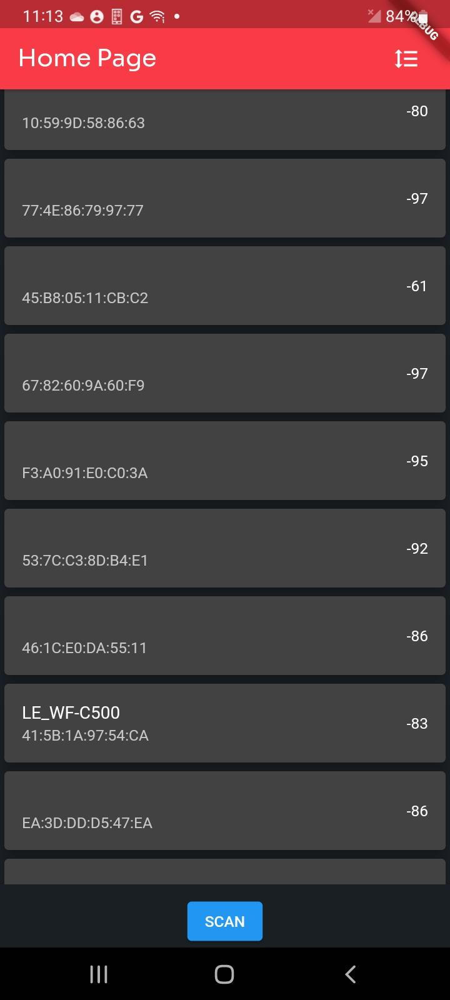 11:13
84%
DEBUG
Home Page
-80
10:59:9D:58:86:63
-97
77:4E:86:79:97:77
-61
45:B8:05:11:CB:C2
-97
67:82:60:9A:60:F9
-95
F3:A0:91:E0:C0:3A
-92
53:7C:C3:8D:B4:E1
-86
46:1C:E0:DA:55:11
LE_WF-C500
-83
41:5B:1A:97:54:CA
-86
EA:3D:DD:D5:47:EA
SCAN